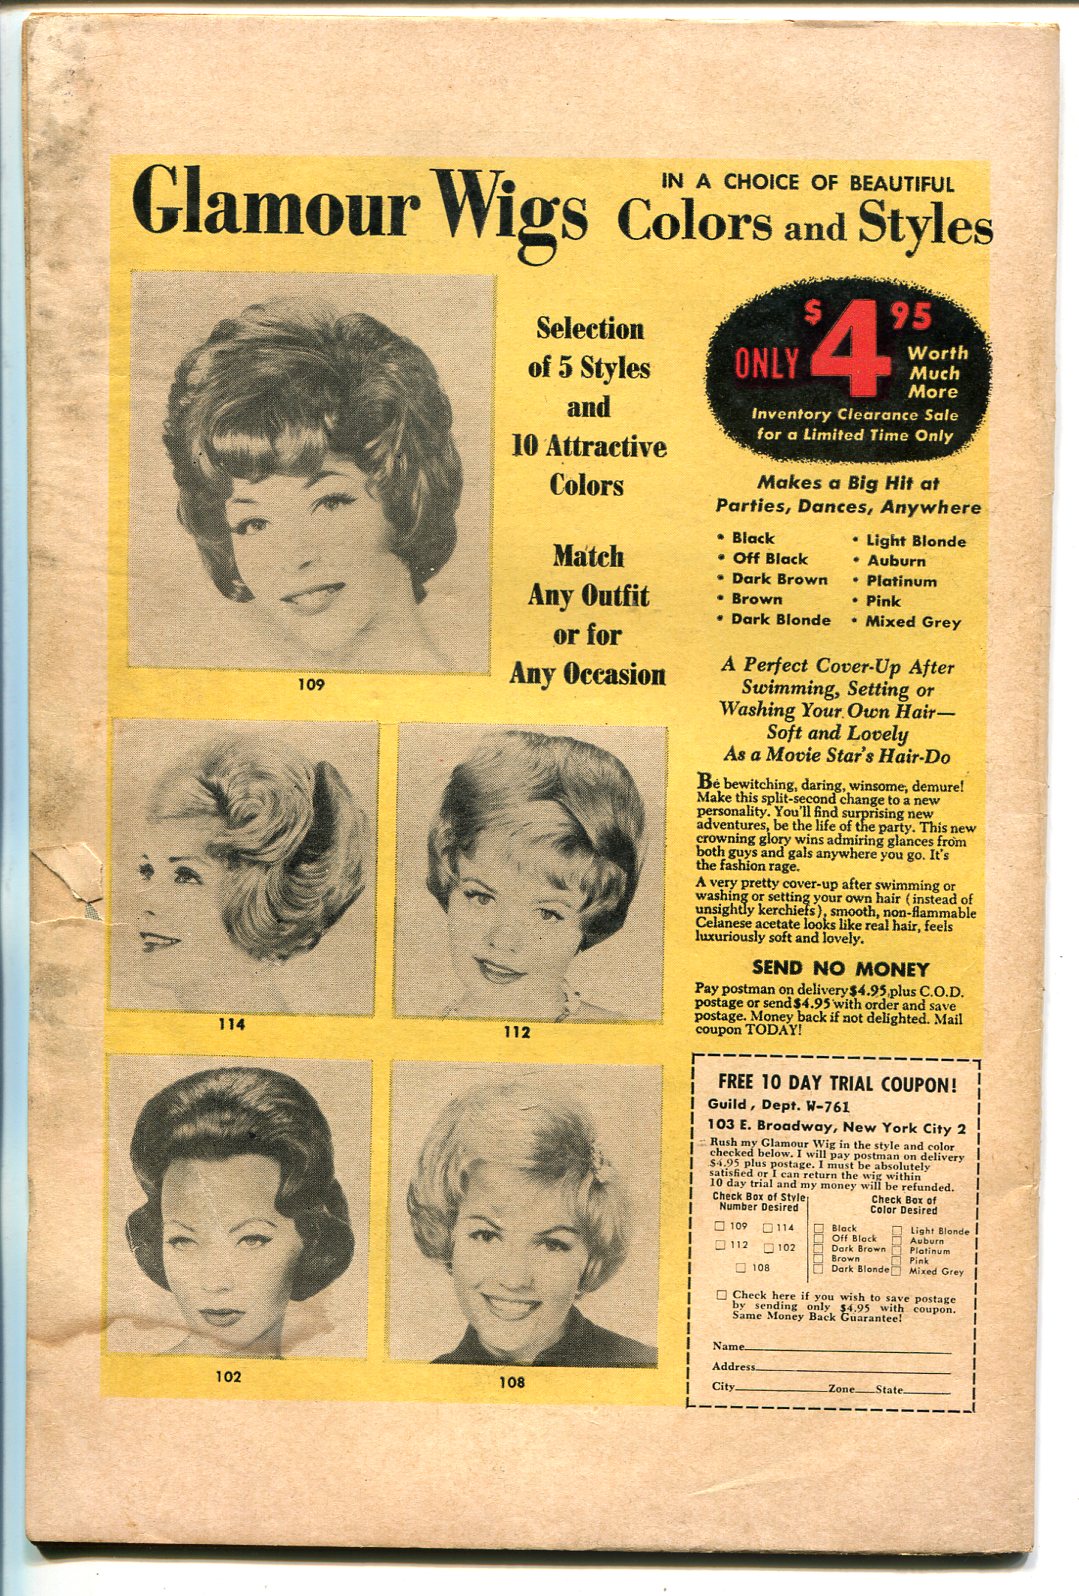 Glamour Wigs
IN A CHOICE OF BEAUTIFUL
Colors and Styles
Selection
of 5 Styles
and
10 Attractive
Colors
Match
Any Outfit
or for
Any Occasion
ONLY $4 95
Worth
Much
More
Inventory Clearance Sale
for a Limited Time Only
Makes a Big Hit at
Parties, Dances, Anywhere
• Black
• Off Black
• Dark Brown
• Brown
• Dark Blonde
• Light Blonde
• Auburn
• Platinum
• Pink
• Mixed Grey
A Perfect Cover-Up After
Swimming, Setting or
Washing Your Own Hair—
Soft and Lovely
As a Movie Star's Hair-Do
Be bewitching, daring, winsome, demure!
Make this split-second change to a new
personality. You'll find surprising new
adventures, be the life of the party. This new
crowning glory wins admiring glances from
both guys and gals anywhere you go. It's
the fashion rage.
A very pretty cover-up after swimming or
washing or setting your own hair (instead of
unsightly kerchiefs), smooth, non-flammable
Celanese acetate looks like real hair, feels
luxuriously soft and lovely.
SEND NO MONEY
Pay postman on delivery $4.95 plus C.O.D.
postage or send $4.95 with order and save
postage. Money back if not delighted. Mail
coupon TODAY!
109
114
112
102
108
FREE 10 DAY TRIAL COUPON!
Guild, Dept. W-761
103 E. Broadway, New York City 2
Rush my Glamour Wig in the style and color
checked below. I will pay postman on delivery
$4.95 plus postage. I must be absolutely
satisfied or I can return the wig within
10 day trial and my money will be refunded.
Check Box of Style
Number Desired
109 114
112 102
108
Check Box of
Color Desired
Black
Off Black
Dark Brown
Brown
Dark Blonde
Light Blonde
Auburn
Platinum
Pink
Mixed Grey
Check here if you wish to save postage
by sending only $4.95 with coupon.
Same Money Back Guarantee!
Name
Address
City Zone State